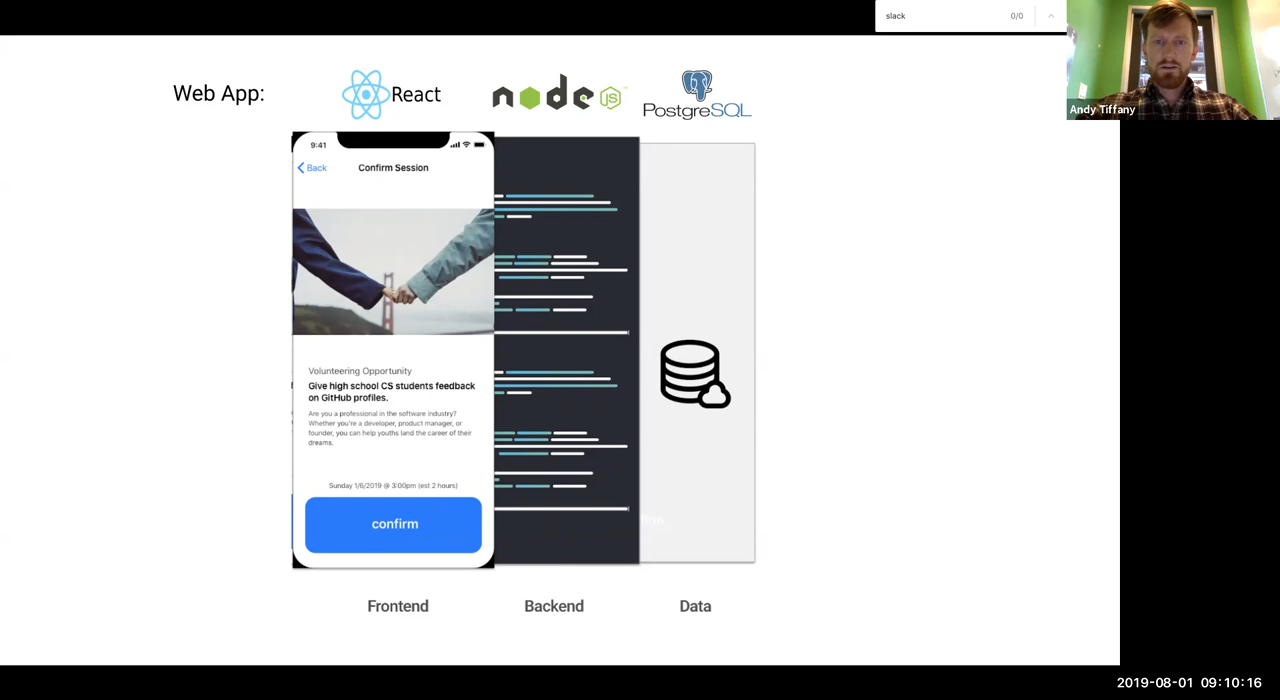 slack 0/0
Andy Tiffany
Web App:
React
node JS
PostgreSQL
9:41
Back Confirm Session
Volunteering Opportunity
Give high school CS students feedback
on GitHub profiles.
Are you a professional in the software industry?
Whether you're a developer, product manager, or
founder, you can help youths land the career of their
dreams.
Sunday 1/6/2019 @ 3:00pm (est 2 hours)
confirm
Frontend Backend Data
2019-08-01 09:10:16